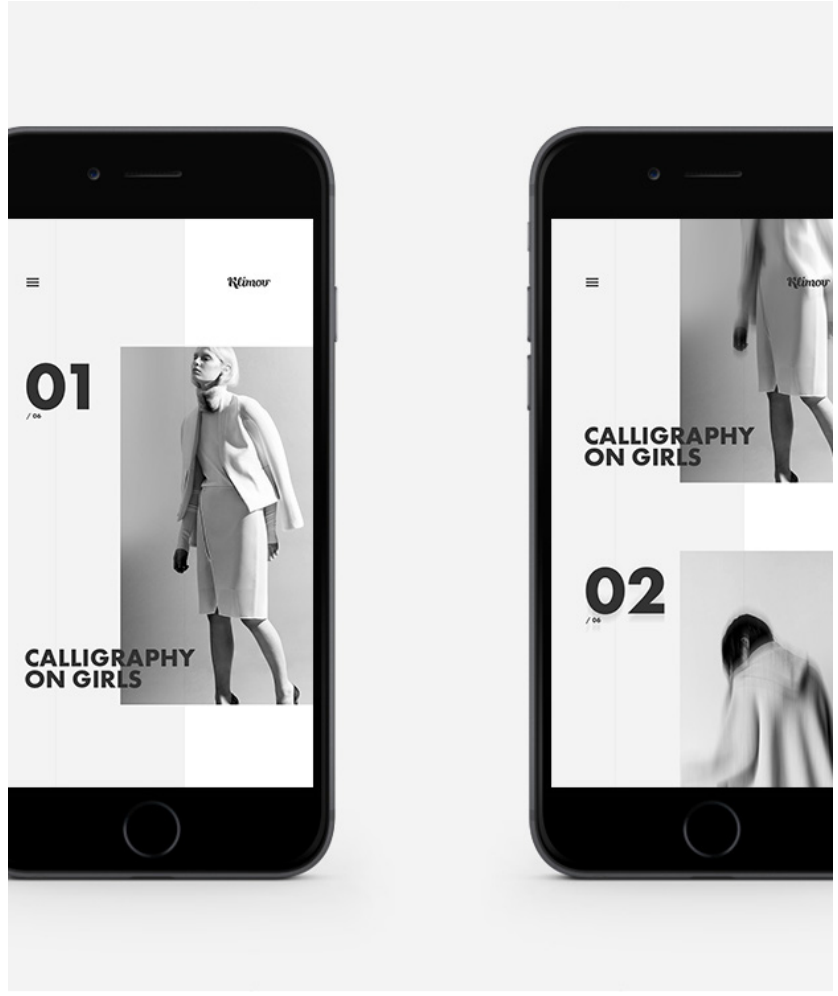 Klimov
01
/ 06
CALLIGRAPHY
ON GIRLS
Klimov
CALLIGRAPHY
ON GIRLS
02
/ 06